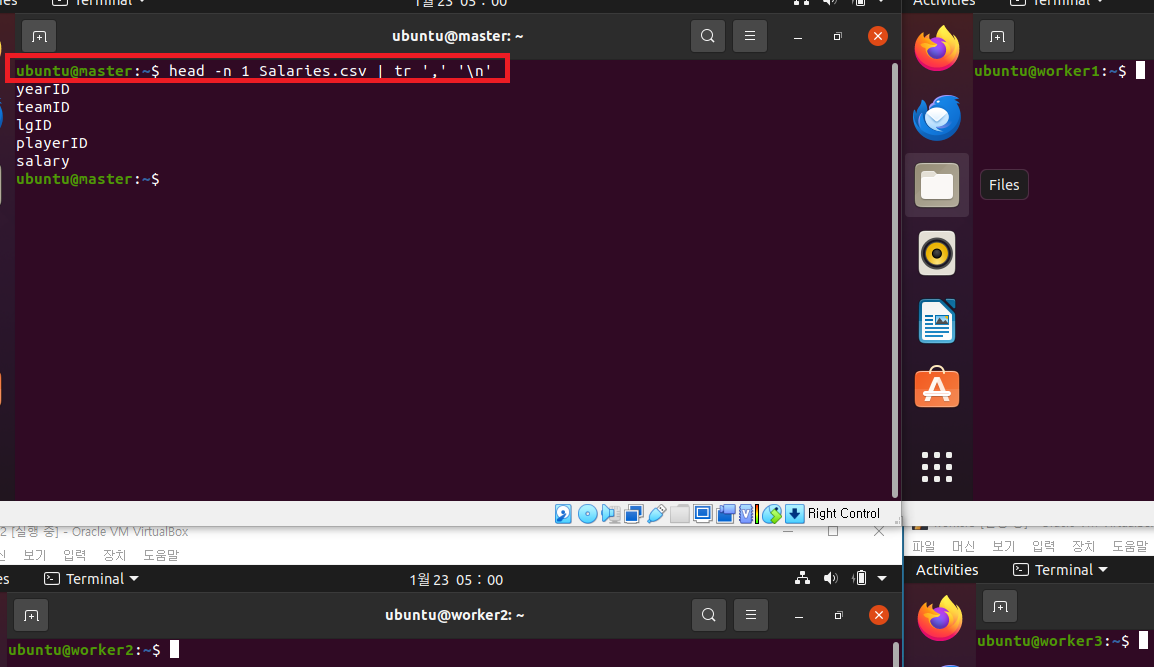 Terminal
1월 23 05 : 00
Activities
Terminal
ubuntu@master: ~
ubuntu@master:~$ head -n 1 Salaries.csv | tr ',' '\n'
yearID
teamID
lgID
playerID
salary
ubuntu@master:~$
ubuntu@worker1:~$
Files
Right Control
2 [실행 중] - Oracle VM VirtualBox
보기 입력 장치 도움말
파일 머신 보기 입력 장치 도움말
Terminal
1월 23 05 : 00
Activities
Terminal
ubuntu@worker2: ~
ubuntu@worker2:~$
ubuntu@worker3:~$